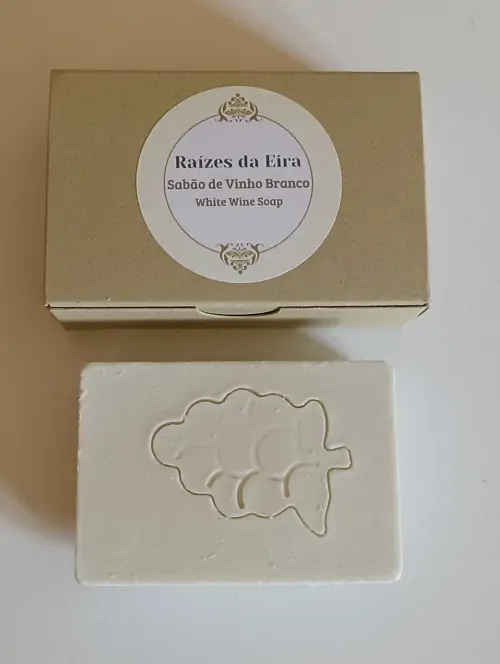 Raízes da Eira
Sabão de Vinho Branco
White Wine Soap